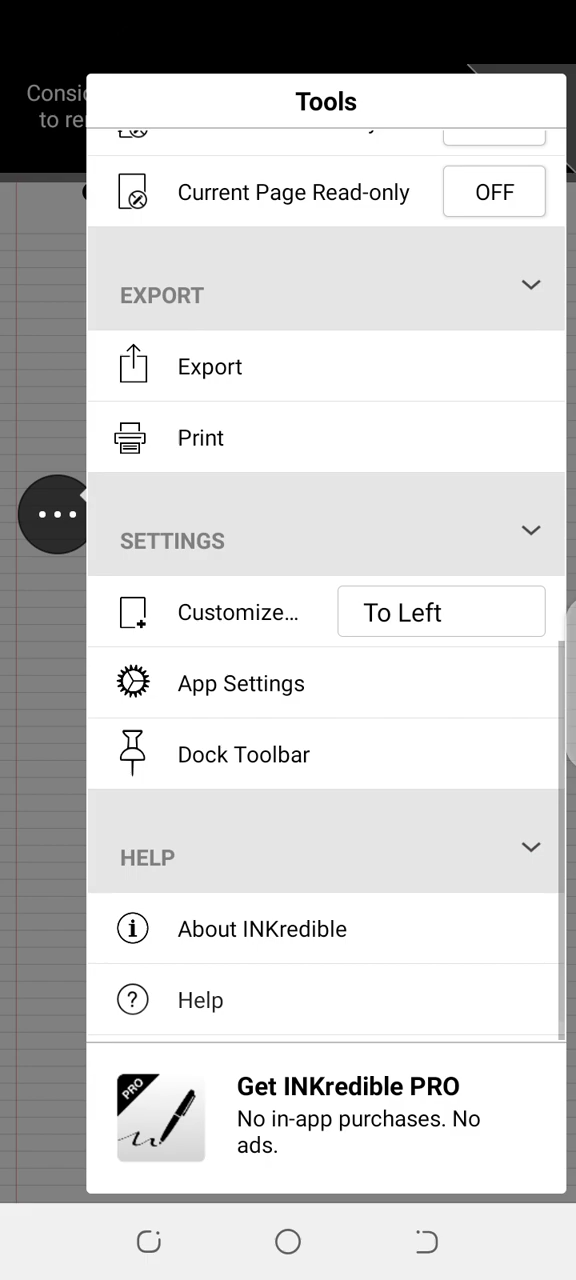 Tools
Current Page Read-only OFF
EXPORT
Export
Print
SETTINGS
Customize... To Left
App Settings
Dock Toolbar
HELP
About INKredible
Help
PRO
Get INKredible PRO
No in-app purchases. No
ads.
to